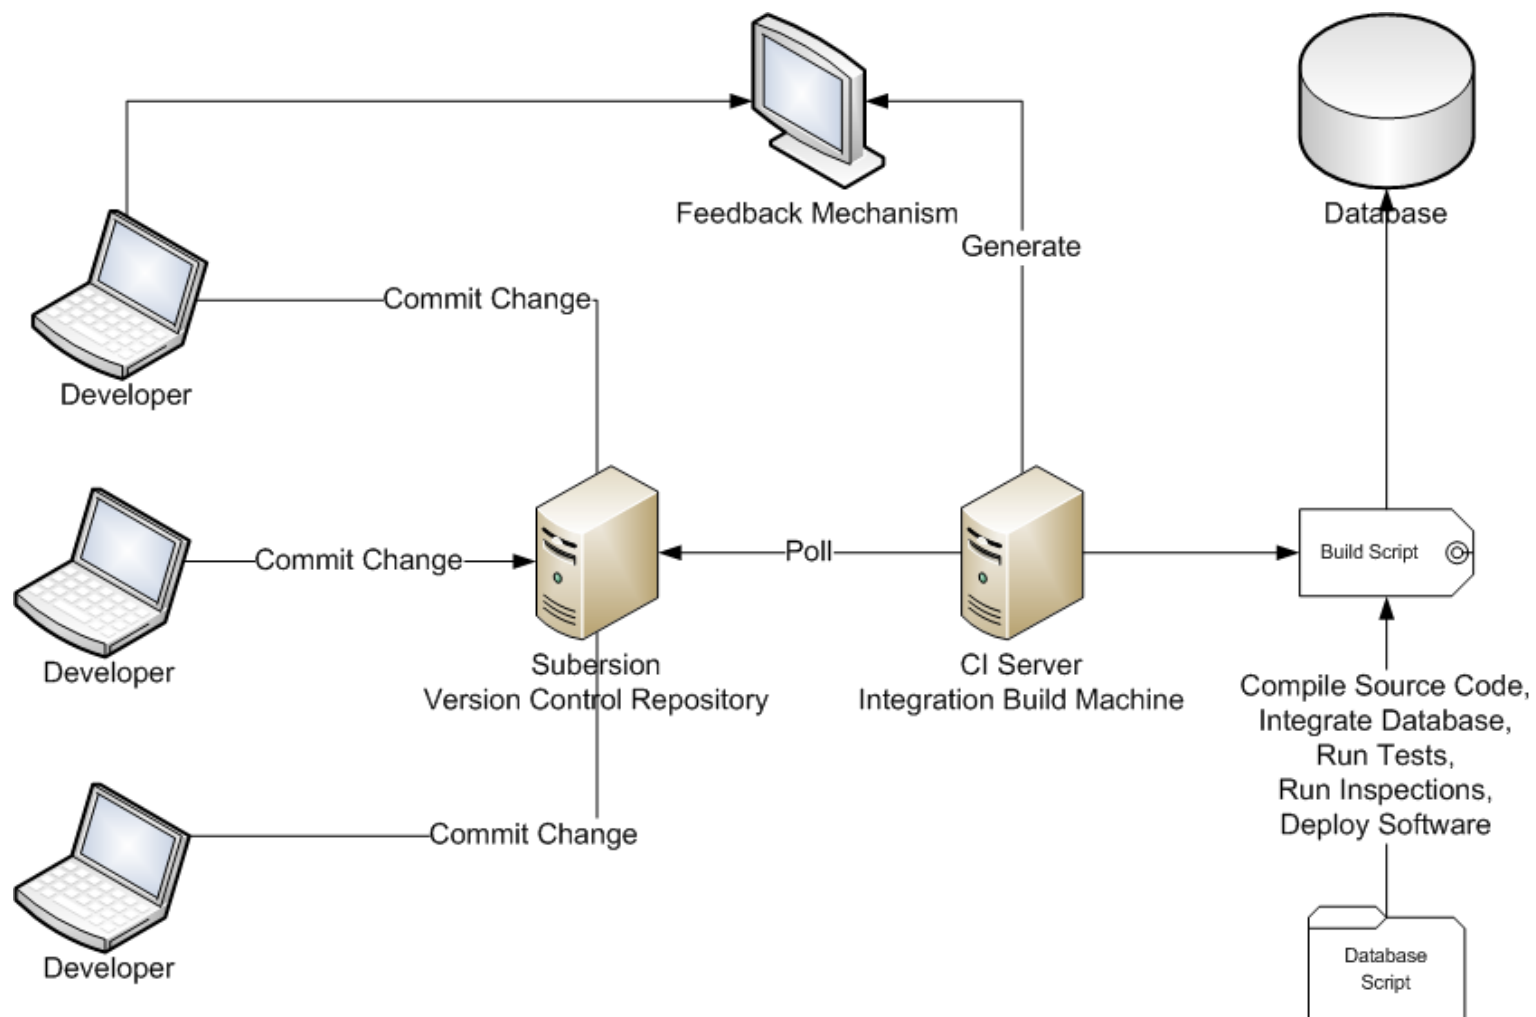 Feedback Mechanism
Database
Generate
Commit Change
Developer
Commit Change
Poll
Build Script
Developer
Subersion
Version Control Repository
CI Server
Integration Build Machine
Compile Source Code,
Integrate Database,
Run Tests,
Run Inspections,
Deploy Software
Commit Change
Developer
Database
Script